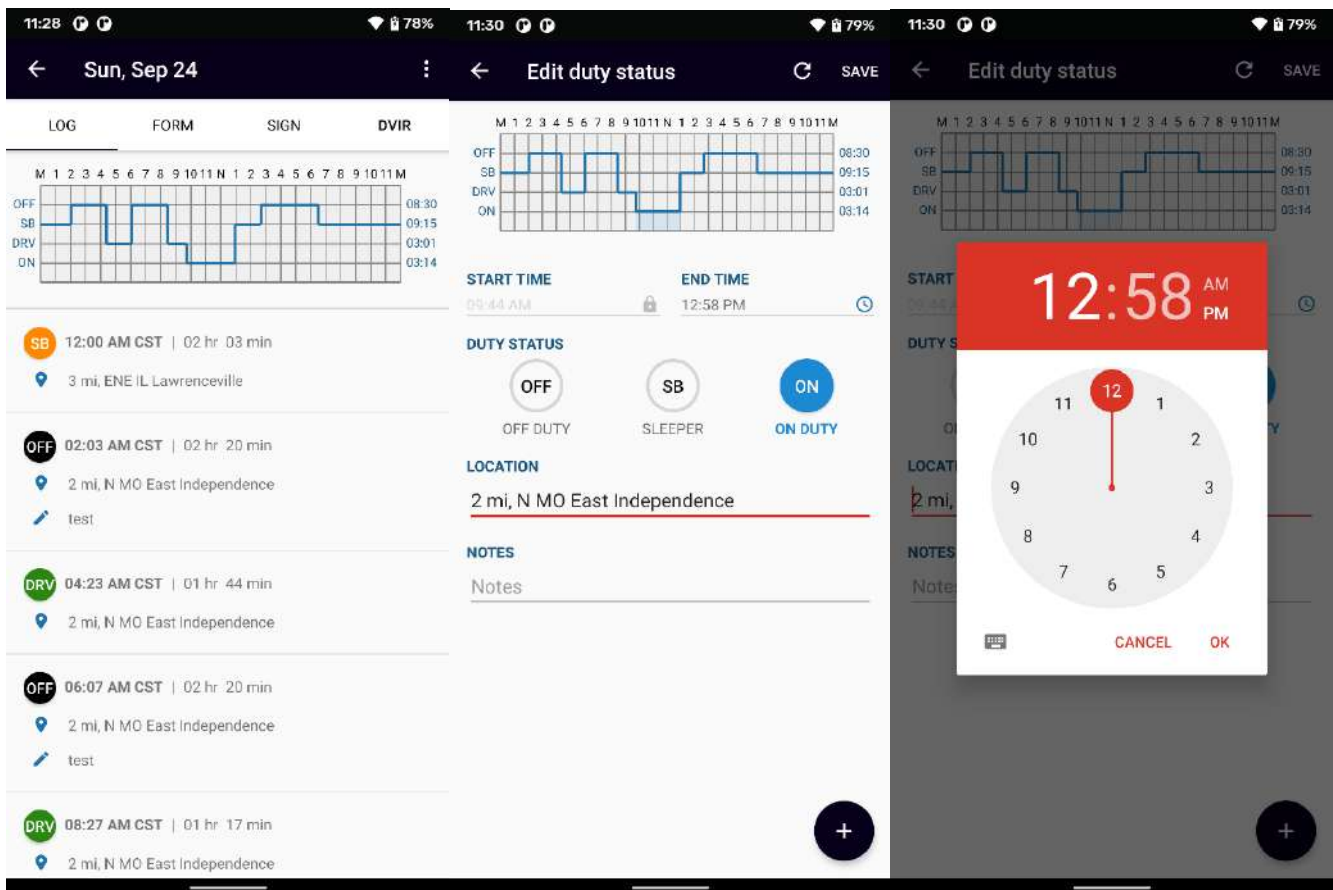 11:28
78%
Sun, Sep 24
LOG FORM SIGN DVIR
M 1 2 3 4 5 6 7 8 9 10 11 N 1 2 3 4 5 6 7 8 9 10 11 M
OFF 08:30
SB 09:15
DRV 03:01
ON 03:14
SB 12:00 AM CST | 02 hr 03 min
3 mi, ENE IL Lawrenceville
OFF 02:03 AM CST | 02 hr 20 min
2 mi, N MO East Independence
test
DRV 04:23 AM CST | 01 hr 44 min
2 mi, N MO East Independence
OFF 06:07 AM CST | 02 hr 20 min
2 mi, N MO East Independence
test
DRV 08:27 AM CST | 01 hr 17 min
2 mi, N MO East Independence
11:30
79%
Edit duty status SAVE
M 1 2 3 4 5 6 7 8 9 10 11 N 1 2 3 4 5 6 7 8 9 10 11 M
OFF 08:30
SB 09:15
DRV 03:01
ON 03:14
START TIME END TIME
09:44 AM 12:58 PM
DUTY STATUS
OFF SB ON
OFF DUTY SLEEPER ON DUTY
LOCATION
2 mi, N MO East Independence
NOTES
Notes
+
11:30
79%
Edit duty status SAVE
M 1 2 3 4 5 6 7 8 9 10 11 N 1 2 3 4 5 6 7 8 9 10 11 M
OFF 08:30
SB 09:15
DRV 03:01
ON 03:14
START
DUTY S
LOCATI
2 mi,
NOTES
Note
12:58 AM
PM
12
11 1
10 2
9 3
8 4
7 5
6
CANCEL OK
+